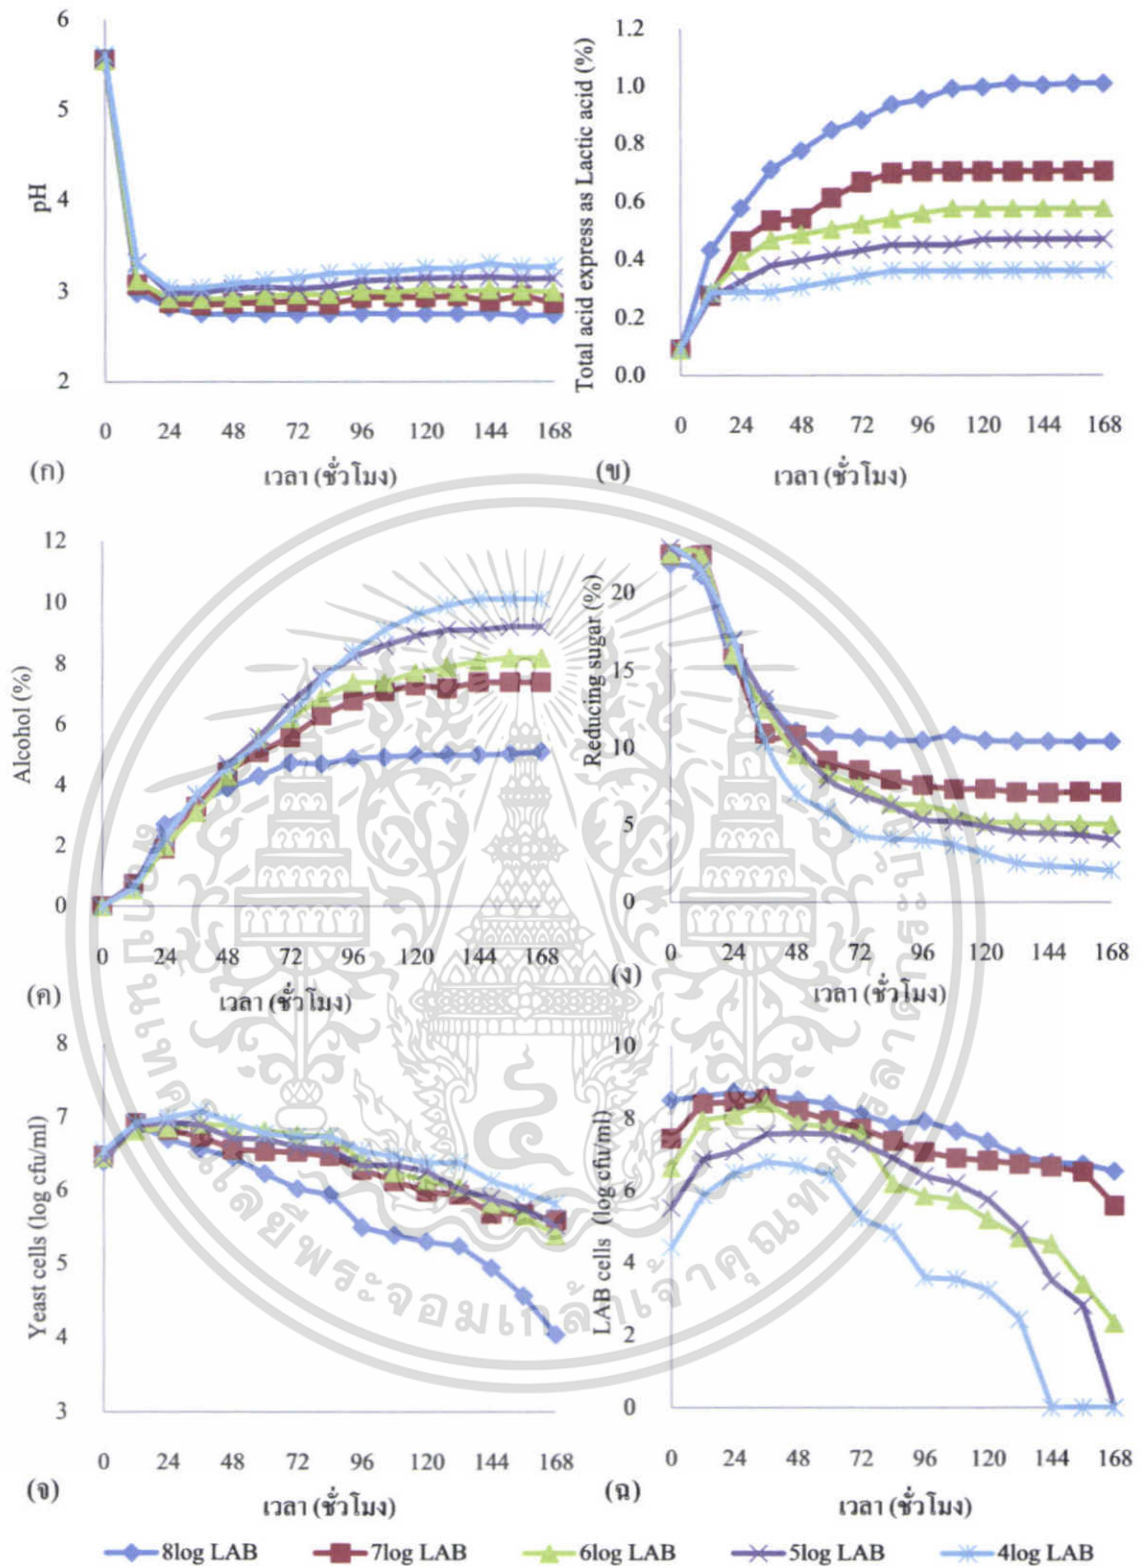 pH
6
5
4
3
2
0 24 48 72 96 120 144 168
(ก) เวลา (ชั่วโมง)
Total acid express as Lactic acid (%)
1.2
1.0
0.8
0.6
0.4
0.2
0.0
0 24 48 72 96 120 144 168
(ข) เวลา (ชั่วโมง)
Alcohol (%)
12
10
8
6
4
2
0
0 24 48 72 96 120 144 168
(ค) เวลา (ชั่วโมง)
Reducing sugar (%)
20
15
10
5
0
0 24 48 72 96 120 144 168
(ง) เวลา (ชั่วโมง)
Yeast cells (log cfu/ml)
8
7
6
5
4
3
0 24 48 72 96 120 144 168
(จ) เวลา (ชั่วโมง)
LAB cells (log cfu/ml)
10
8
6
4
2
0
0 24 48 72 96 120 144 168
(ฉ) เวลา (ชั่วโมง)
8log LAB 7log LAB 6log LAB 5log LAB 4log LAB